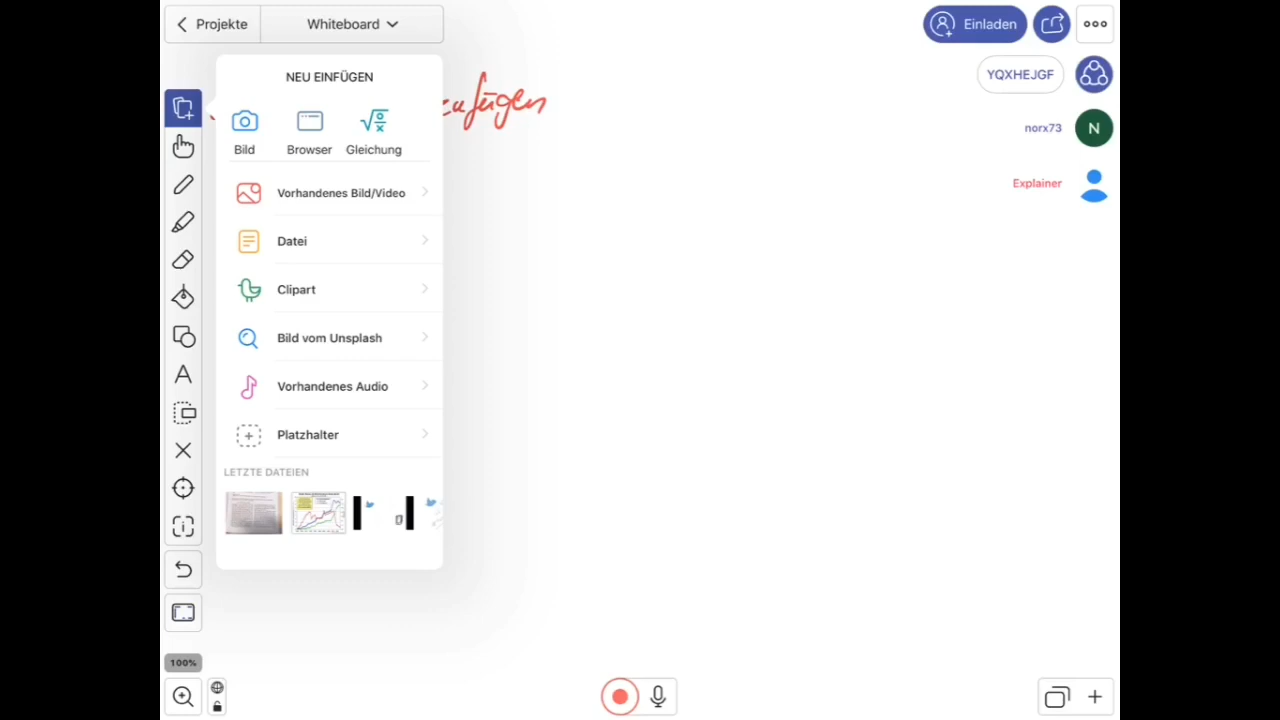 Projekte
Whiteboard
Einladen
NEU EINFÜGEN
YQXHEJGF
Bild
Browser
Gleichung
norx73
N
Vorhandenes Bild/Video
Explainer
Datei
Clipart
Bild vom Unsplash
Vorhandenes Audio
Platzhalter
LETZTE DATEIEN
100%